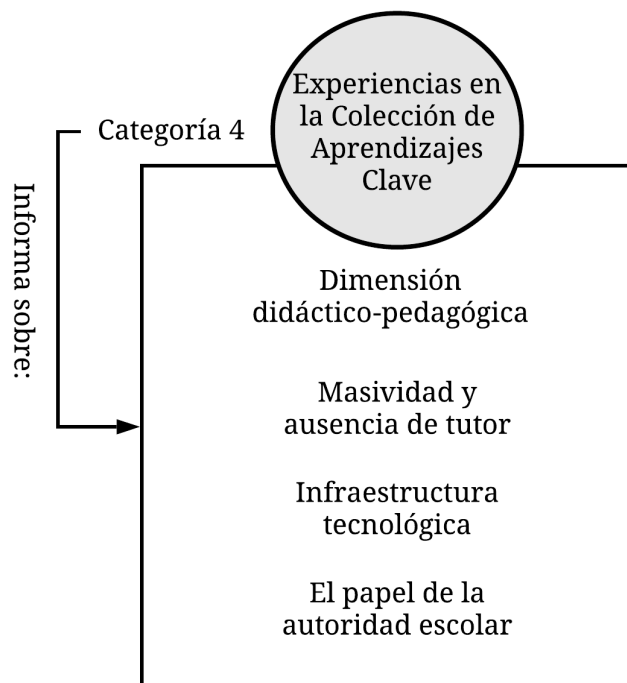 Experiencias en
la Colección de
Aprendizajes
Clave
Categoría 4
Informa sobre:
Dimensión
didáctico-pedagógica
Masividad y
ausencia de tutor
Infraestructura
tecnológica
El papel de la
autoridad escolar